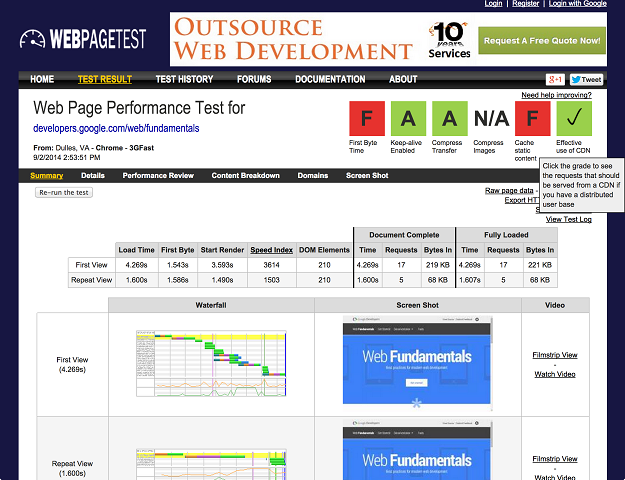 Login | Register | Login with Google
WEBPAGETEST
OUTSOURCE
WEB DEVELOPMENT
10
years
Services
Request A Free Quote Now!
HOME TEST RESULT TEST HISTORY FORUMS DOCUMENTATION ABOUT
+1 Tweet
Need help improving?
Web Page Performance Test for
developers.google.com/web/fundamentals
From: Dulles, VA - Chrome - 3GFast
9/2/2014 2:53:51 PM
F A A N/A F ✓
First Byte Time
Keep-alive Enabled
Compress Transfer
Compress Images
Cache static content
Effective use of CDN
Click the grade to see
the requests that should
be served from a CDN if
you have a distributed
user base
Summary Details Performance Review Content Breakdown Domains Screen Shot
Re-run the test
Raw page data -
Export HT
View Test Log
Document Complete Fully Loaded
Load Time First Byte Start Render Speed Index DOM Elements Time Requests Bytes In Time Requests Bytes In
First View 4.269s 1.543s 3.593s 3614 210 4.269s 17 219 KB 4.269s 17 221 KB
Repeat View 1.600s 1.586s 1.490s 1503 210 1.600s 5 68 KB 1.607s 5 68 KB
Waterfall Screen Shot Video
First View
(4.269s)
Web Fundamentals
Filmstrip View
-
Watch Video
Repeat View
(1.600s)
Web Fundamentals
Filmstrip View
-
Watch Video